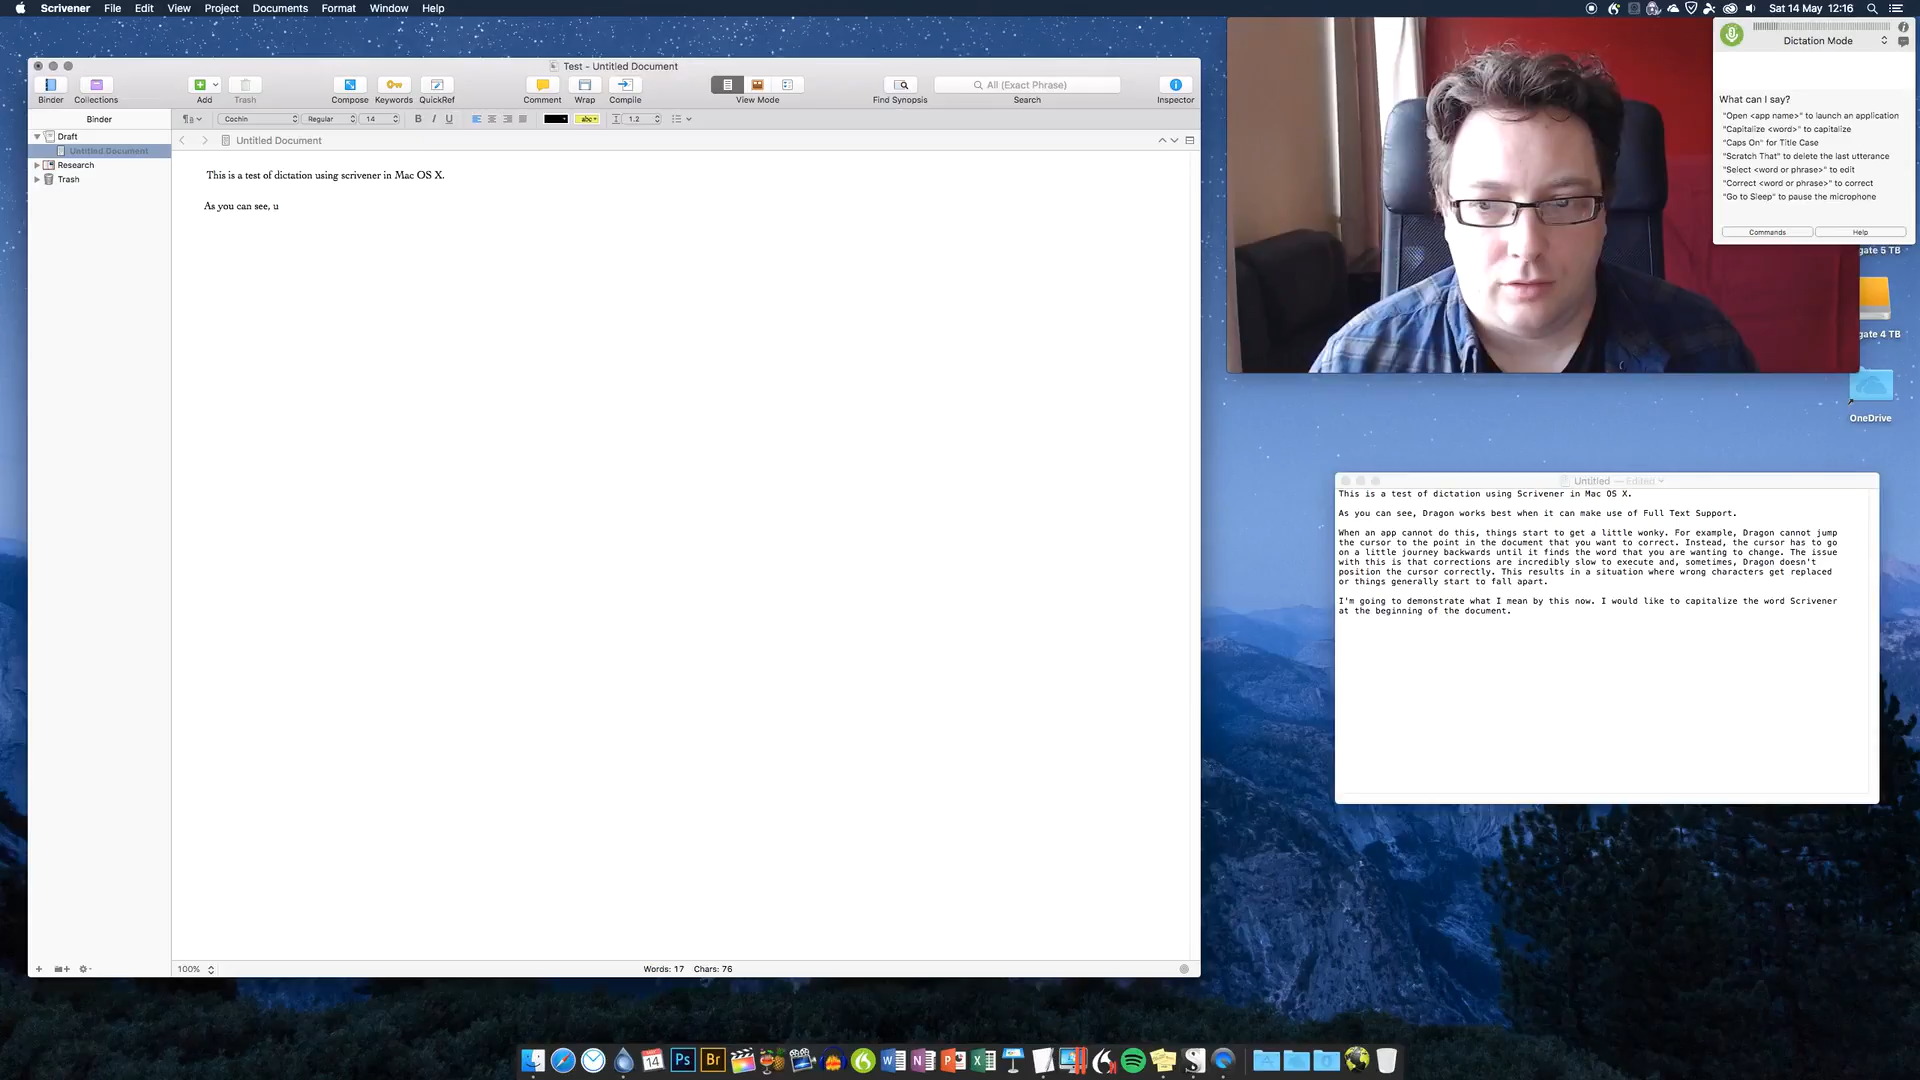 Scrivener File Edit View Project Documents Format Window Help
Sat 14 May 12:16
Test - Untitled Document
Binder Collections Add Trash Compose Keywords QuickRef Comment Wrap Compile View Mode Find Synopsis Search Inspector
All (Exact Phrase)
Binder
Cochin Regular 14 B I U abc 1.2
Draft
Untitled Document
Research
Trash
Untitled Document
This is a test of dictation using scrivener in Mac OS X.
As you can see, u
100%
Words: 17 Chars: 76
Dictation Mode
What can I say?
"Open <app name>" to launch an application
"Capitalize <word>" to capitalize
"Caps On" for Title Case
"Scratch That" to delete the last utterance
"Select <word or phrase>" to edit
"Correct <word or phrase>" to correct
"Go to Sleep" to pause the microphone
Commands Help
gate 5 TB
gate 4 TB
OneDrive
Untitled — Edited
This is a test of dictation using Scrivener in Mac OS X.
As you can see, Dragon works best when it can make use of Full Text Support.
When an app cannot do this, things start to get a little wonky. For example, Dragon cannot jump
the cursor to the point in the document that you want to correct. Instead, the cursor has to go
on a little journey backwards until it finds the word that you are wanting to change. The issue
with this is that corrections are incredibly slow to execute and, sometimes, Dragon doesn't
position the cursor correctly. This results in a situation where wrong characters get replaced
or things generally start to fall apart.
I'm going to demonstrate what I mean by this now. I would like to capitalize the word Scrivener
at the beginning of the document.
14 Ps Br